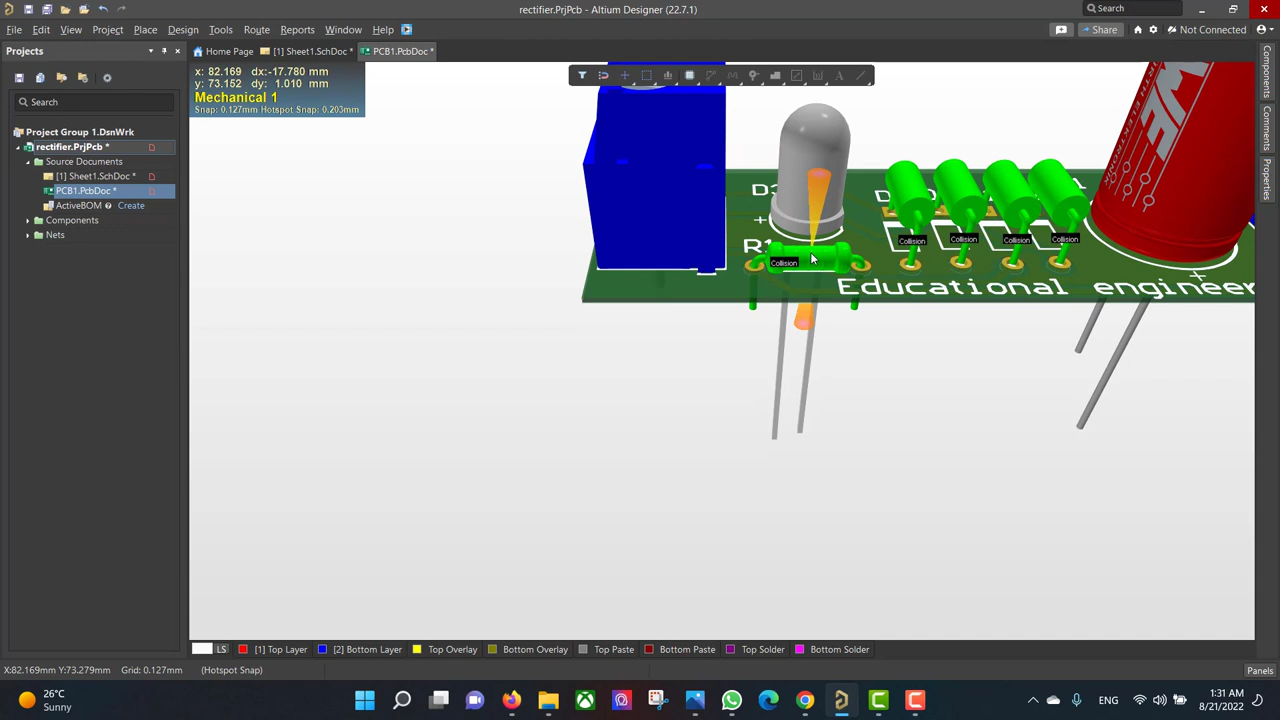 rectifier.PrjPcb * - Altium Designer (22.7.1)
Search
File Edit View Project Place Design Tools Route Reports Window Help
Share
Not Connected
Projects
Home Page
[1] Sheet1.SchDoc *
PCB1.PcbDoc *
x: 82.169 dx:-17.780 mm
y: 73.152 dy: 1.010 mm
Mechanical 1
Snap: 0.127mm Hotspot Snap: 0.203mm
Search
Project Group 1.DsnWrk
rectifier.PrjPcb *
Source Documents
[1] Sheet1.SchDoc *
PCB1.PcbDoc *
ActiveBOM Create
Components
Nets
Components
Comments
Properties
WE
+
R1
Collision
Collision
Collision
Collision
Collision
Educational engineer
+
LS
[1] Top Layer
[2] Bottom Layer
Top Overlay
Bottom Overlay
Top Paste
Bottom Paste
Top Solder
Bottom Solder
X:82.169mm Y:73.279mm Grid: 0.127mm (Hotspot Snap)
Panels
26°C
Sunny
ENG
1:31 AM
8/21/2022